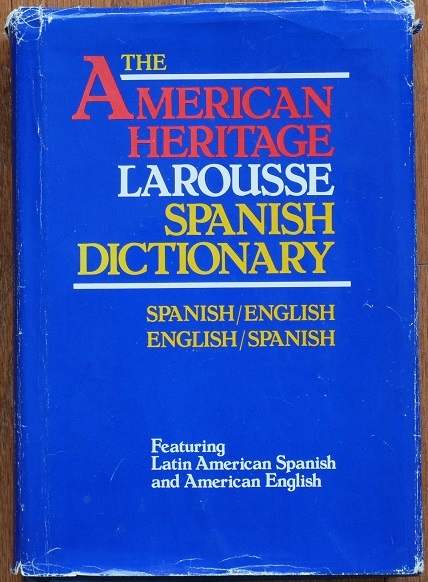 THE
AMERICAN
HERITAGE
LAROUSSE
SPANISH
DICTIONARY
SPANISH/ENGLISH
ENGLISH/SPANISH
Featuring
Latin American Spanish
and American English